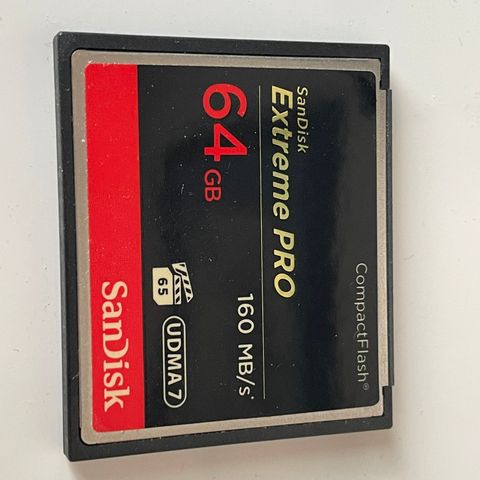 CompactFlash®
SanDisk
Extreme PRO
160 MB/s*
64 GB
65
UDMA 7
SanDisk